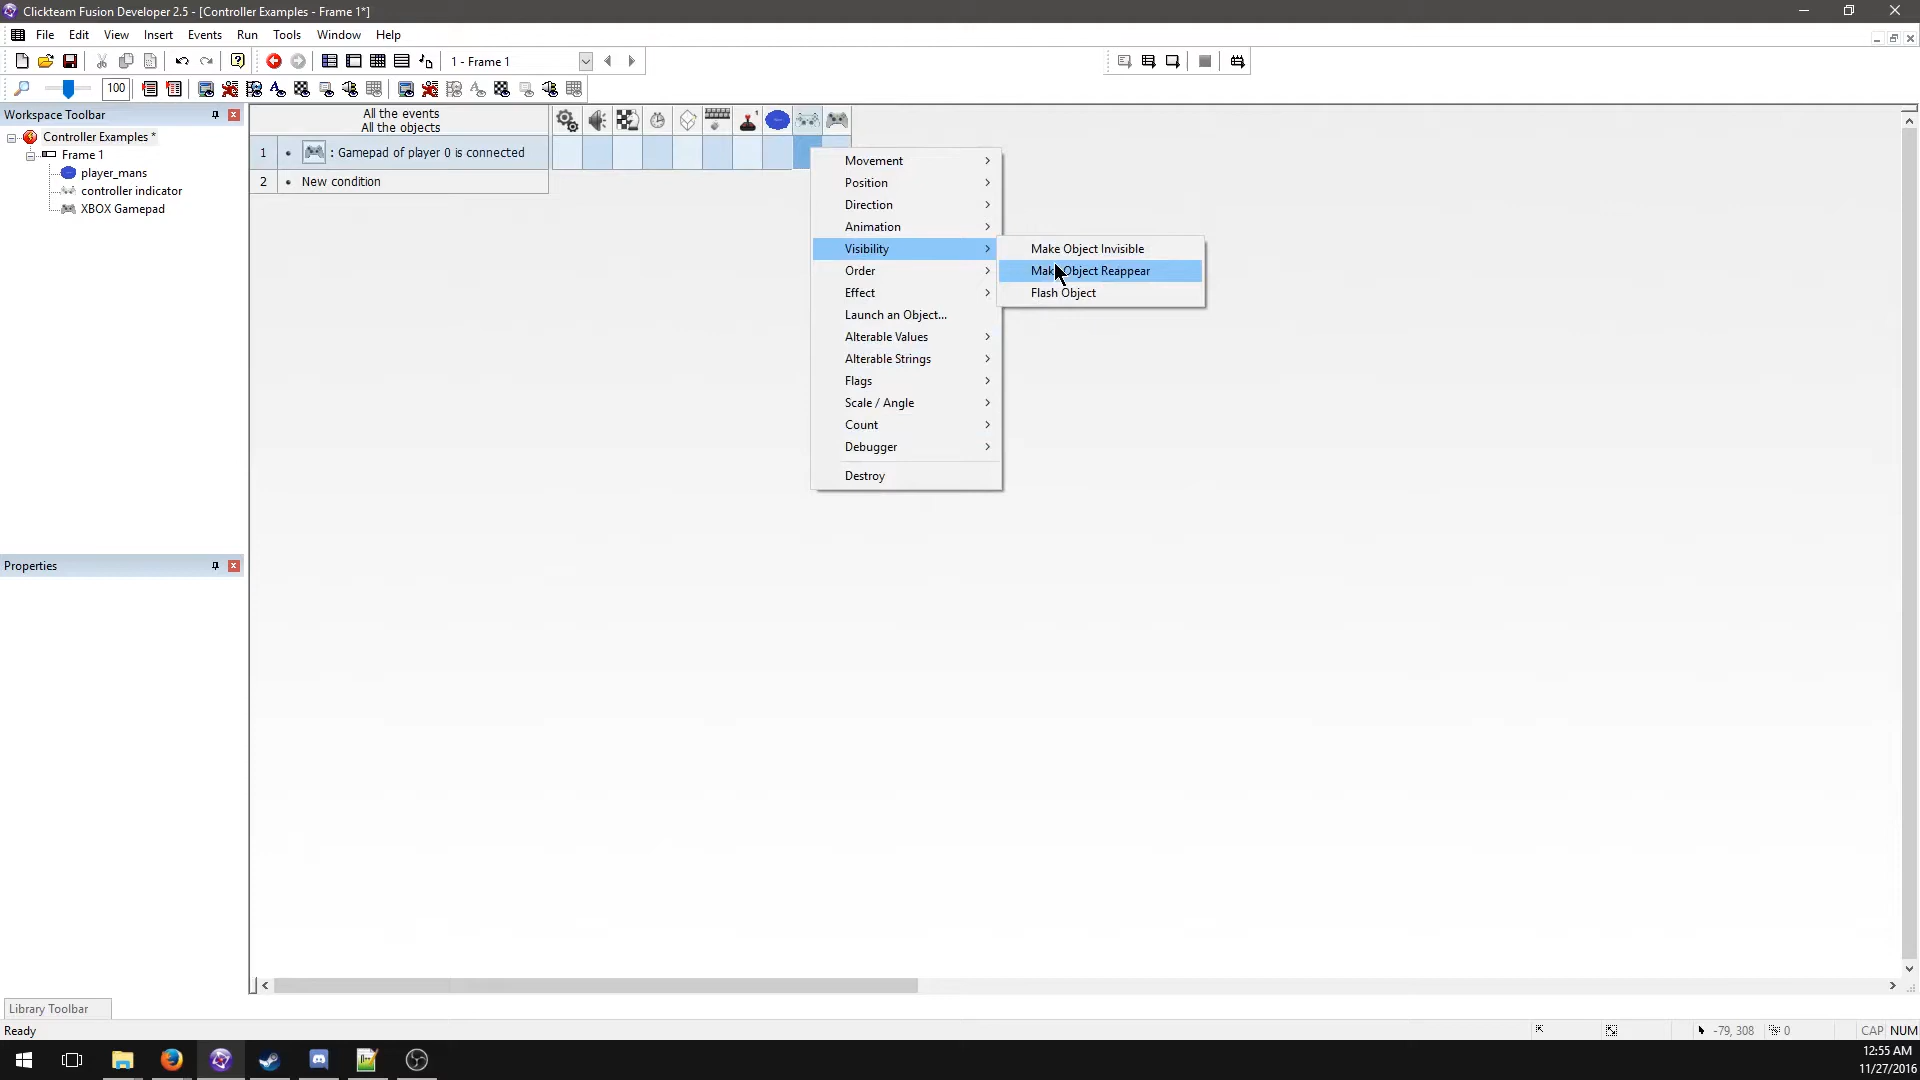 Clickteam Fusion Developer 2.5 - [Controller Examples - Frame 1*]
File Edit View Insert Events Run Tools Window Help
1 - Frame 1
100
Workspace Toolbar
Controller Examples *
Frame 1
player_mans
controller indicator
XBOX Gamepad
All the events
All the objects
1 : Gamepad of player 0 is connected
2 New condition
Movement
Position
Direction
Animation
Visibility
Order
Effect
Launch an Object...
Alterable Values
Alterable Strings
Flags
Scale / Angle
Count
Debugger
Destroy
Make Object Invisible
Make Object Reappear
Flash Object
Properties
Library Toolbar
Ready
-79, 308
0
CAP NUM
12:55 AM
11/27/2016